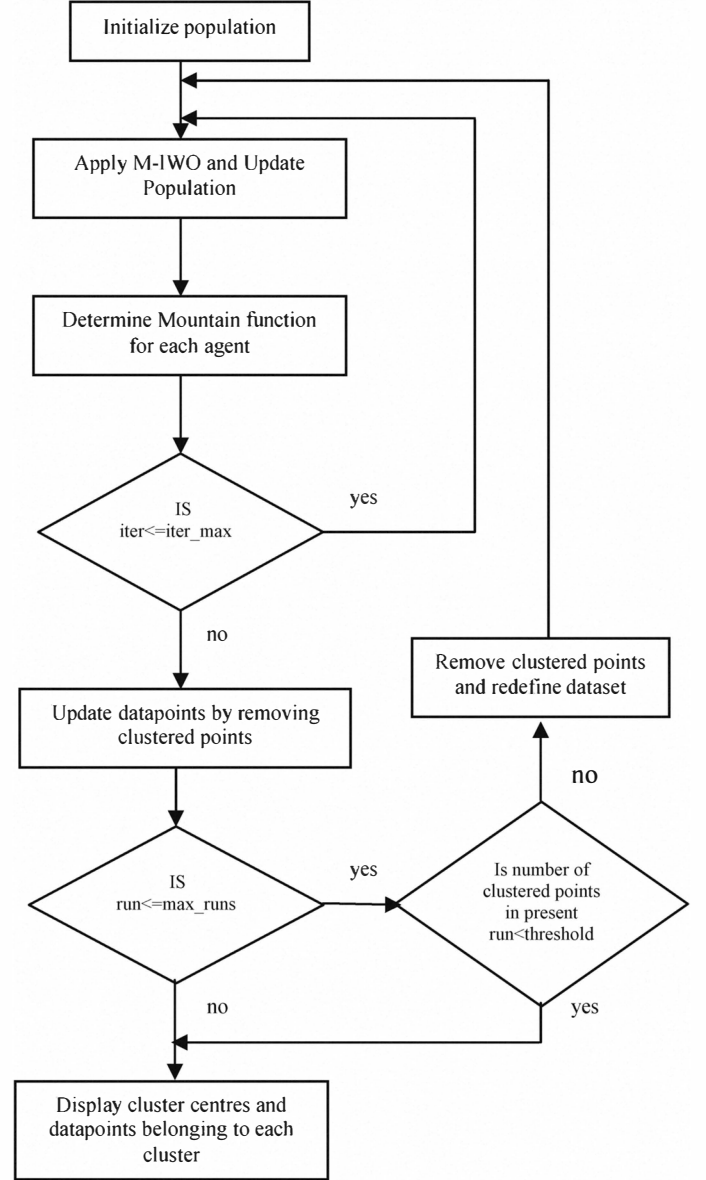 Initialize population
Apply M-IWO and Update
Population
Determine Mountain function
for each agent
IS
iter<=iter_max
yes
no
Remove clustered points
and redefine dataset
Update datapoints by removing
clustered points
no
IS
run<=max_runs
yes
Is number of
clustered points
in present
run<threshold
no
yes
Display cluster centres and
datapoints belonging to each
cluster